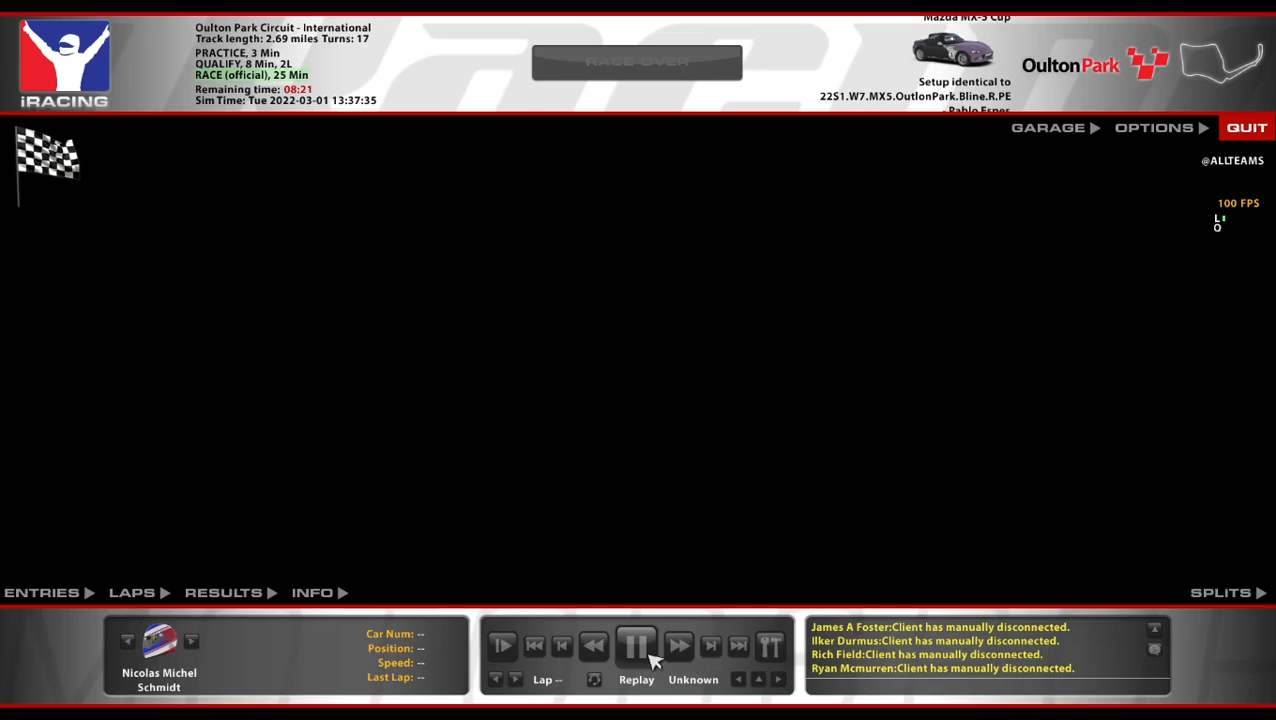 iRACING
Oulton Park Circuit - International
Track length: 2.69 miles Turns: 17
PRACTICE, 3 Min
QUALIFY, 8 Min, 2L
RACE (official), 25 Min
Remaining time: 08:21
Sim Time: Tue 2022-03-01 13:37:35
RACE OVER
Mazda MX-5 Cup
Setup identical to
22S1.W7.MX5.OutlonPark.Bline.R.PE
- Pablo Espes
OultonPark
GARAGE
OPTIONS
QUIT
@ALLTEAMS
100 FPS
L
Q
ENTRIES
LAPS
RESULTS
INFO
SPLITS
Nicolas Michel
Schmidt
Car Num: --
Position: --
Speed: --
Last Lap: --
Lap --
Replay
Unknown
James A Foster:Client has manually disconnected.
Ilker Durmus:Client has manually disconnected.
Rich Field:Client has manually disconnected.
Ryan Mcmurren:Client has manually disconnected.